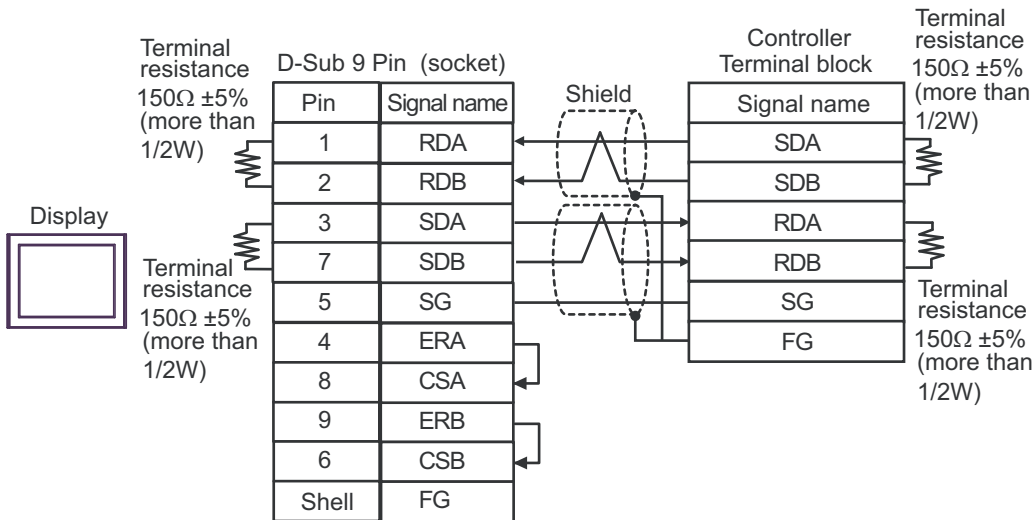 Terminal
resistance
150Ω ±5%
(more than
1/2W)
D-Sub 9 Pin (socket)
Pin Signal name
1 RDA
2 RDB
3 SDA
7 SDB
5 SG
4 ERA
8 CSA
9 ERB
6 CSB
Shell FG
Display
Terminal
resistance
150Ω ±5%
(more than
1/2W)
Shield
Controller
Terminal block
Signal name
SDA
SDB
RDA
RDB
SG
FG
Terminal
resistance
150Ω ±5%
(more than
1/2W)
Terminal
resistance
150Ω ±5%
(more than
1/2W)